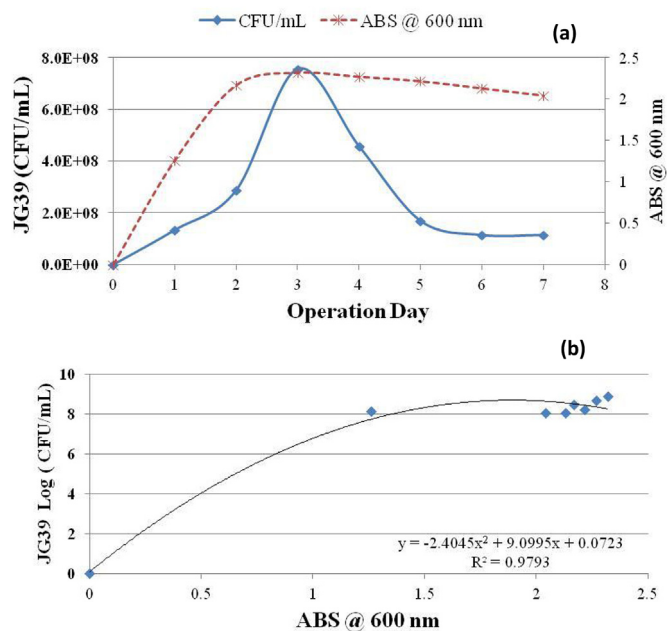 CFU/mL ABS @ 600 nm
(a)
8.0E+08
6.0E+08
4.0E+08
2.0E+08
0.0E+00
JG39 (CFU/mL)
2.5
2
1.5
1
0.5
0
ABS @ 600 nm
0 1 2 3 4 5 6 7 8
Operation Day
(b)
10
8
6
4
2
0
JG39 Log ( CFU/mL)
y = -2.4045x² + 9.0995x + 0.0723
R² = 0.9793
0 0.5 1 1.5 2 2.5
ABS @ 600 nm